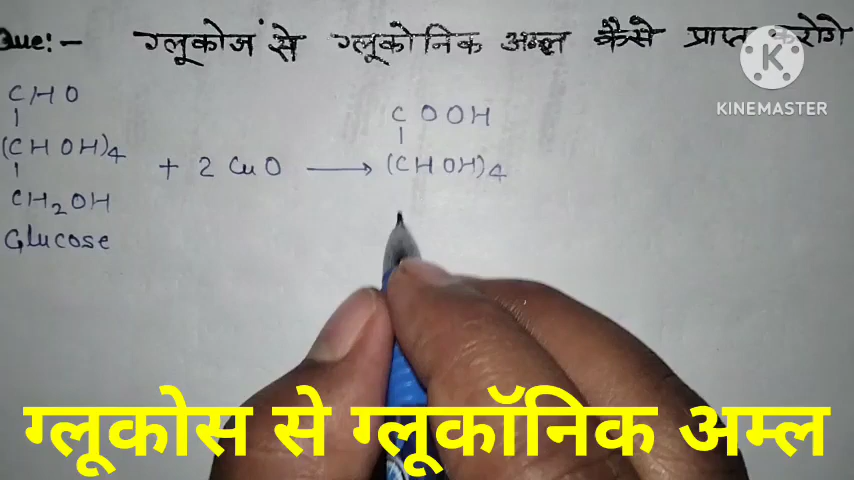 Que:- ग्लूकोज से ग्लूकोनिक अम्ल कैसे प्राप्त करोगे
KINEMASTER
CHO
(CHOH)4
CH2OH
Glucose
+ 2 CuO ⟶
COOH
(CHOH)4
ग्लूकोस से ग्लूकॉनिक अम्ल